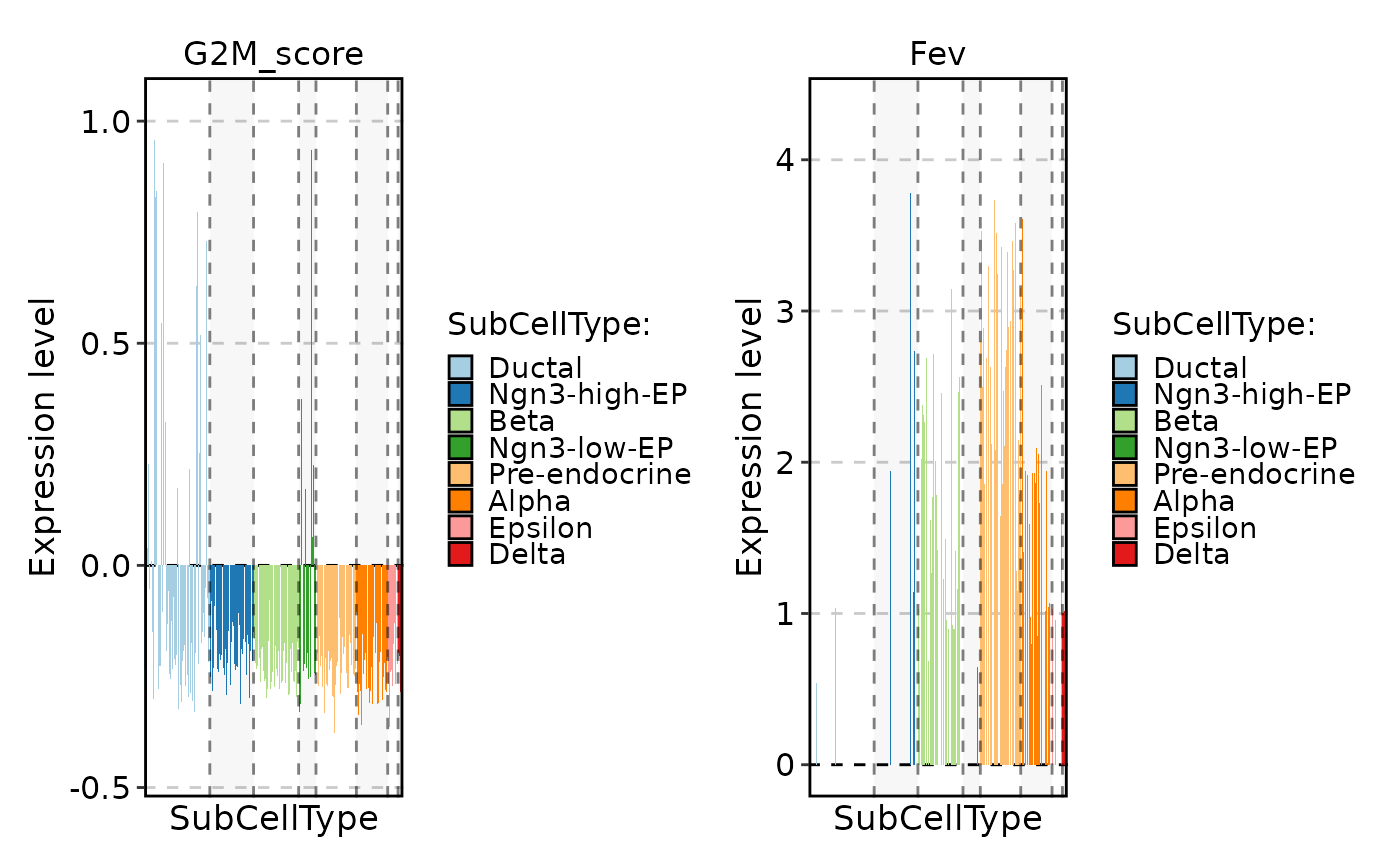 G2M_score
Expression level
1.0
0.5
0.0
-0.5
SubCellType
SubCellType:
Ductal
Ngn3-high-EP
Beta
Ngn3-low-EP
Pre-endocrine
Alpha
Epsilon
Delta
Fev
Expression level
4
3
2
1
0
SubCellType
SubCellType:
Ductal
Ngn3-high-EP
Beta
Ngn3-low-EP
Pre-endocrine
Alpha
Epsilon
Delta